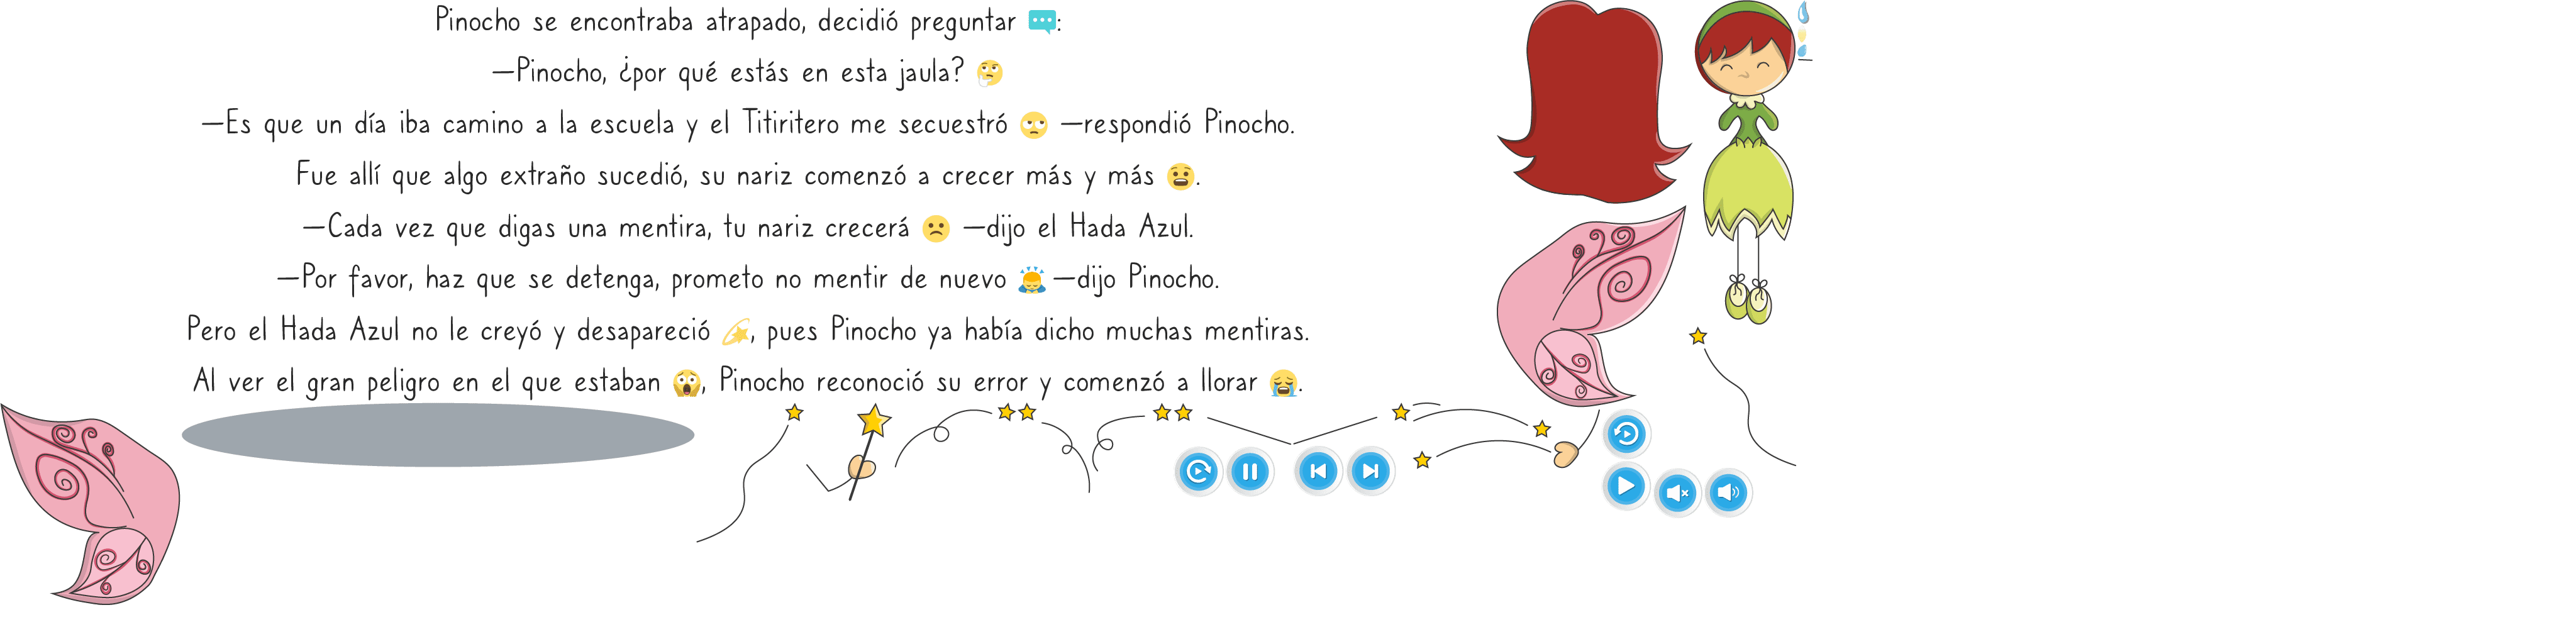 Pinocho se encontraba atrapado, decidió preguntar 💬:
—Pinocho, ¿por qué estás en esta jaula? 🤔
—Es que un día iba camino a la escuela y el Titiritero me secuestró 🙄 —respondió Pinocho.
Fue allí que algo extraño sucedió, su nariz comenzó a crecer más y más 😧.
—Cada vez que digas una mentira, tu nariz crecerá 🙁 —dijo el Hada Azul.
—Por favor, haz que se detenga, prometo no mentir de nuevo 🙇 —dijo Pinocho.
Pero el Hada Azul no le creyó y desapareció 💫, pues Pinocho ya había dicho muchas mentiras.
Al ver el gran peligro en el que estaban 😱, Pinocho reconoció su error y comenzó a llorar 😭.